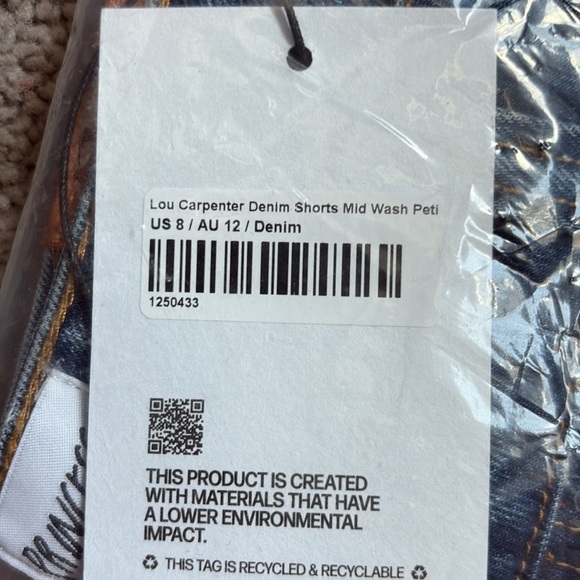 Lou Carpenter Denim Shorts Mid Wash Peti
US 8 / AU 12 / Denim
1250433
THIS PRODUCT IS CREATED
WITH MATERIALS THAT HAVE
A LOWER ENVIRONMENTAL
IMPACT.
THIS TAG IS RECYCLED & RECYCLABLE
PRINCESS